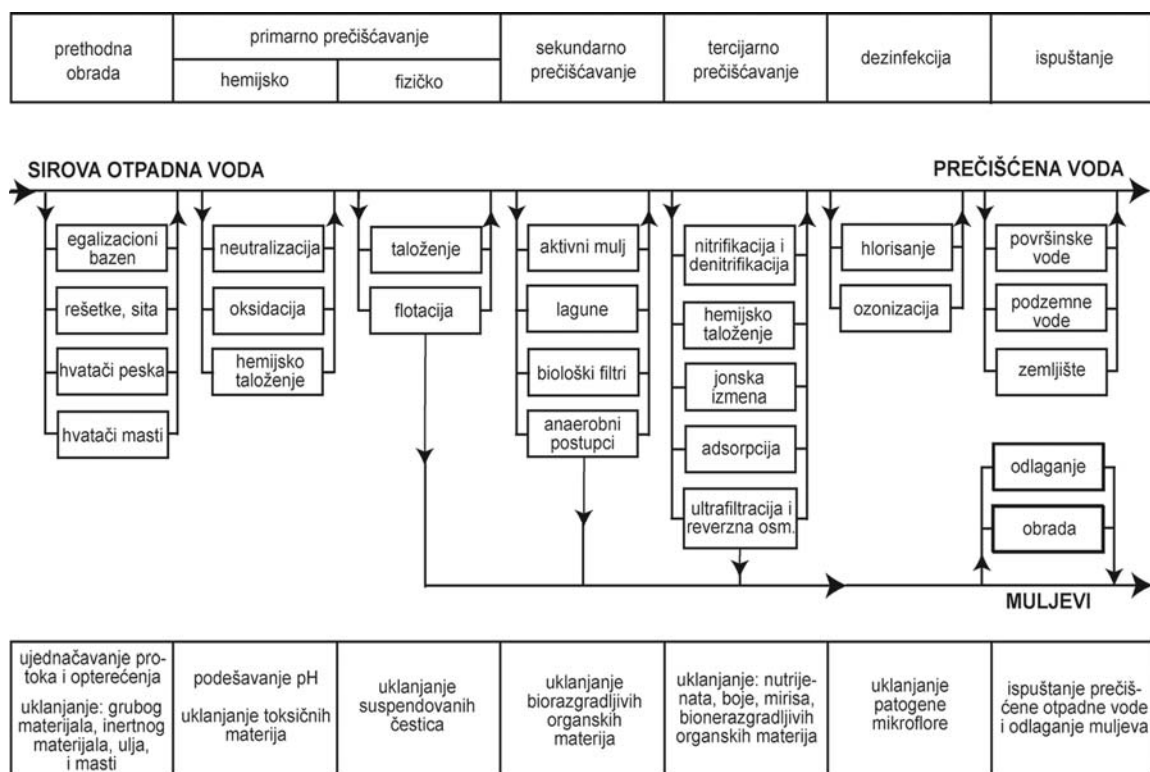 prethodna
obrada
primarno prečišćavanje
hemijsko
fizičko
sekundarno
prečišćavanje
tercijarno
prečišćavanje
dezinfekcija
ispuštanje
SIROVA OTPADNA VODA
PREČIŠĆENA VODA
egalizacioni
bazen
rešetke, sita
hvatači peska
hvatači masti
neutralizacija
oksidacija
hemijsko
taloženje
taloženje
flotacija
aktivni mulj
lagune
biološki filtri
anaerobni
postupci
nitrifikacija i
denitrifikacija
hemijsko
taloženje
jonska
izmena
adsorpcija
ultrafiltracija i
reverzna osm.
hlorisanje
ozonizacija
površinske
vode
podzemne
vode
zemljište
odlaganje
obrada
MULJEVI
ujednačavanje pro-
toka i opterećenja
uklanjanje: grubog
materijala, inertnog
materijala, ulja,
i masti
podešavanje pH
uklanjanje toksičnih
materija
uklanjanje
suspendovanih
čestica
uklanjanje
biorazgradljivih
organskih
materija
uklanjanje: nutrije-
nata, boje, mirisa,
bionerazgradljivih
organskih materija
uklanjanje
patogene
mikroflore
ispuštanje prečiš-
ćene otpadne vode
i odlaganje muljeva